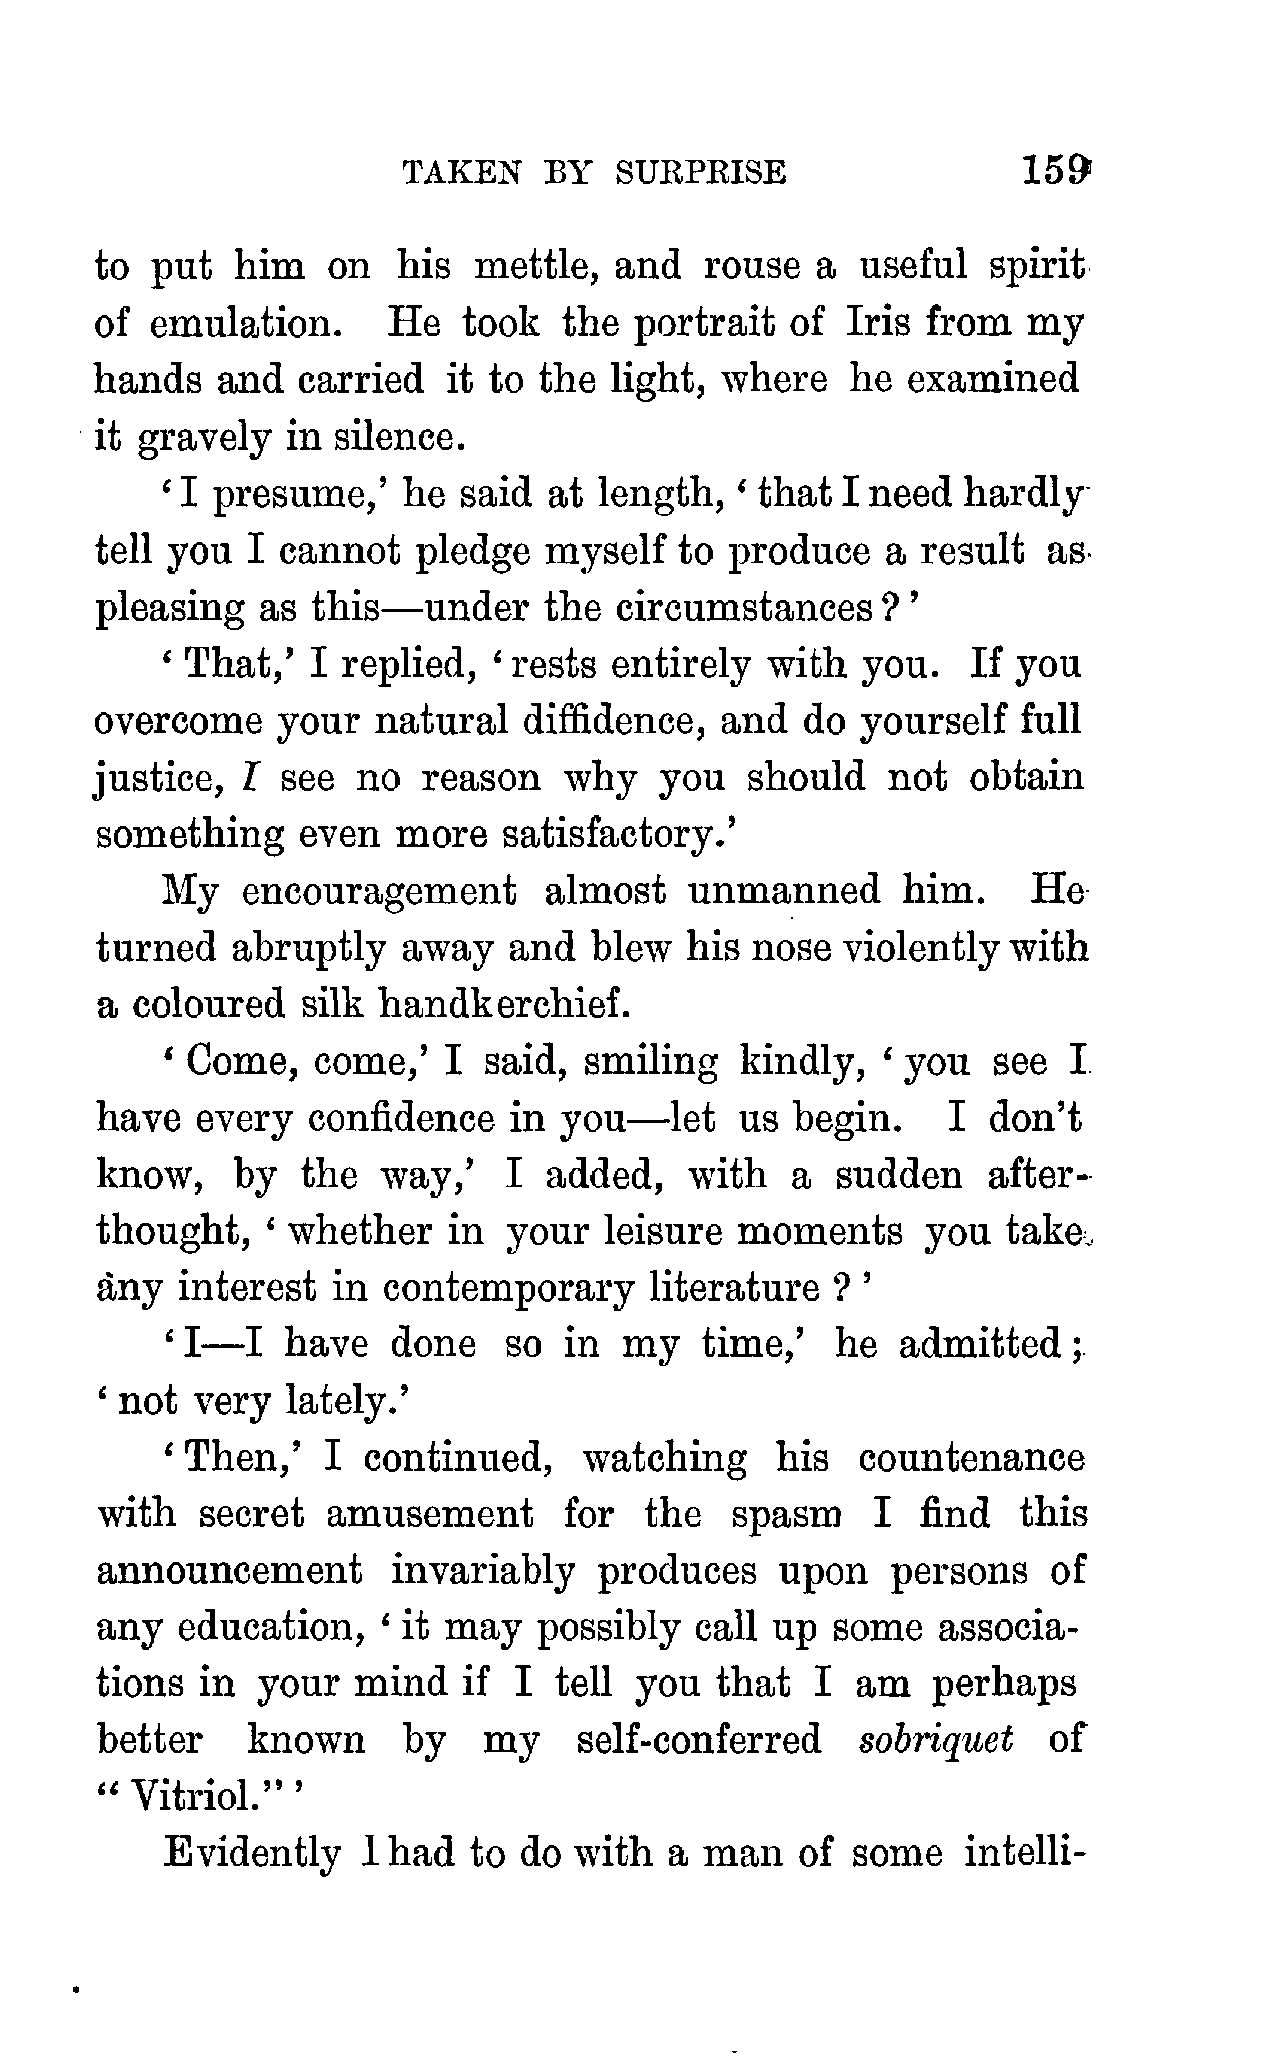 TAKEN BY SURPRISE 159
to put him on his mettle, and rouse a useful spirit
of emulation. He took the portrait of Iris from my
hands and carried it to the light, where he examined
it gravely in silence.
‘I presume,’ he said at length, ‘that I need hardly
tell you I cannot pledge myself to produce a result as
pleasing as this—under the circumstances?’
‘That,’ I replied, ‘rests entirely with you. If you
overcome your natural diffidence, and do yourself full
justice, I see no reason why you should not obtain
something even more satisfactory.’
My encouragement almost unmanned him. He
turned abruptly away and blew his nose violently with
a coloured silk handkerchief.
‘Come, come,’ I said, smiling kindly, ‘you see I
have every confidence in you—let us begin. I don’t
know, by the way,’ I added, with a sudden after-
thought, ‘whether in your leisure moments you take
any interest in contemporary literature?’
‘I—I have done so in my time,’ he admitted;
‘not very lately.’
‘Then,’ I continued, watching his countenance
with secret amusement for the spasm I find this
announcement invariably produces upon persons of
any education, ‘it may possibly call up some associa-
tions in your mind if I tell you that I am perhaps
better known by my self-conferred sobriquet of
“Vitriol.”’
Evidently I had to do with a man of some intelli-